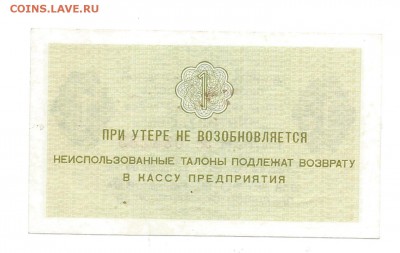 COINS.LAVE.RU
1
ПРИ УТЕРЕ НЕ ВОЗОБНОВЛЯЕТСЯ
НЕИСПОЛЬЗОВАННЫЕ ТАЛОНЫ ПОДЛЕЖАТ ВОЗВРАТУ
В КАССУ ПРЕДПРИЯТИЯ